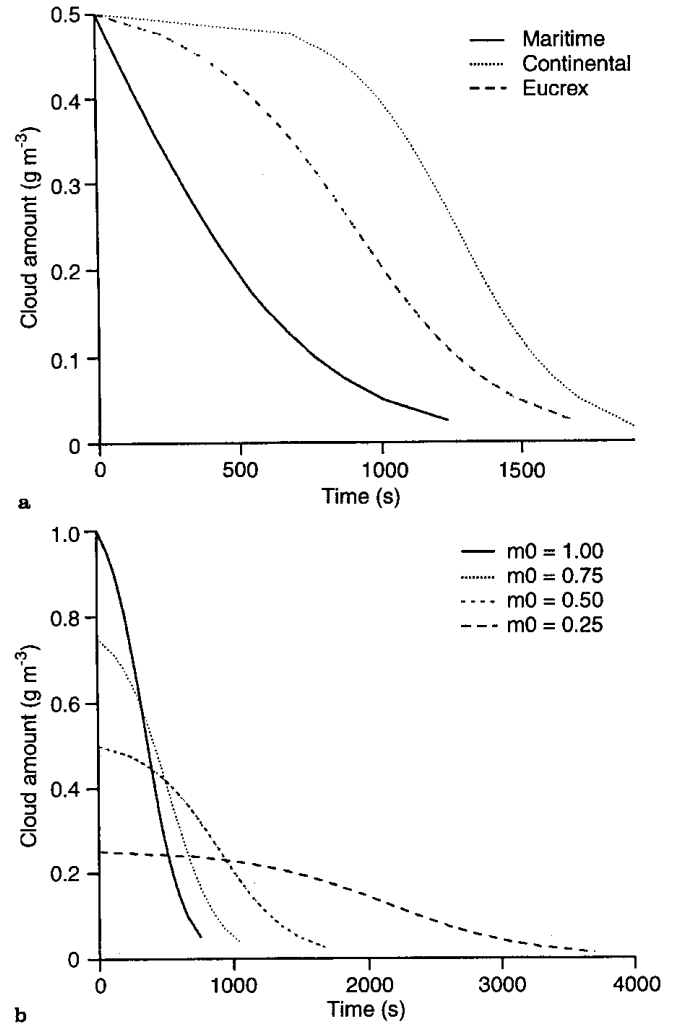 0.5
0.4
0.3
0.2
0.1
0
Cloud amount (g m⁻³)
Maritime
Continental
Eucrex
0 500 1000 1500
Time (s)
a
1.0
0.8
0.6
0.4
0.2
0
Cloud amount (g m⁻³)
m0 = 1.00
m0 = 0.75
m0 = 0.50
m0 = 0.25
0 1000 2000 3000 4000
Time (s)
b